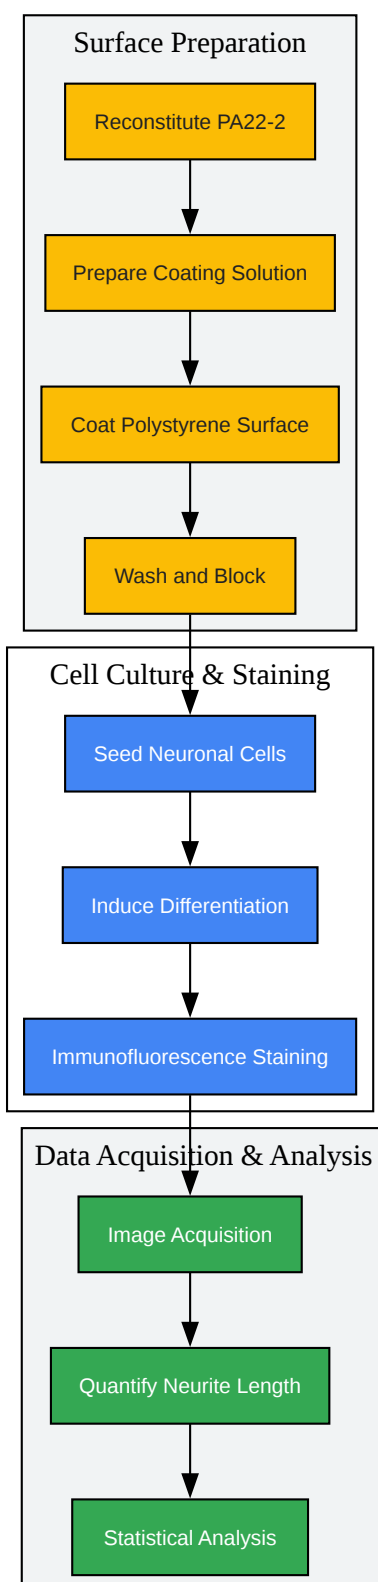 Surface Preparation
Reconstitute PA22-2
Prepare Coating Solution
Coat Polystyrene Surface
Wash and Block
Cell Culture & Staining
Seed Neuronal Cells
Induce Differentiation
Immunofluorescence Staining
Data Acquisition & Analysis
Image Acquisition
Quantify Neurite Length
Statistical Analysis